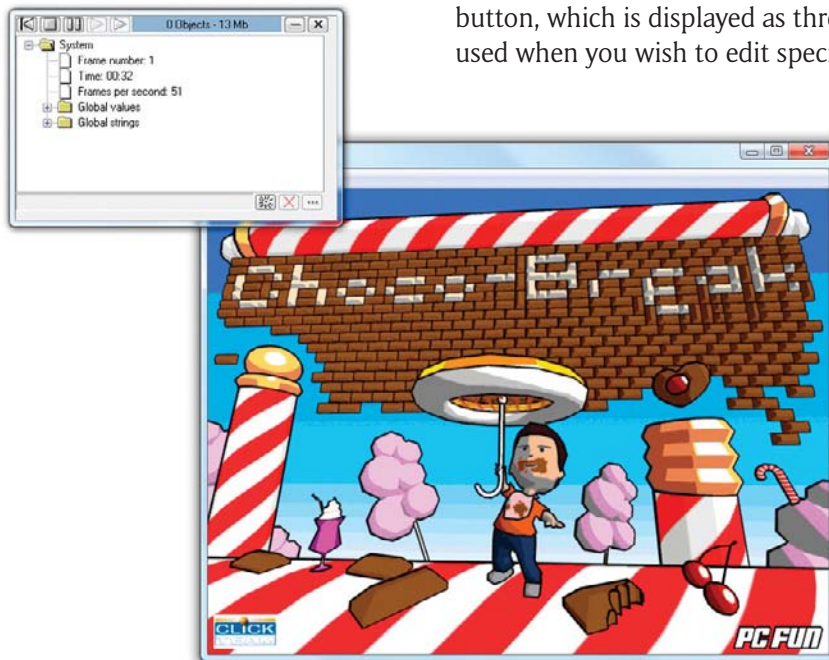 button, which is displayed as thre
used when you wish to edit speci
0 Objects - 13 Mb
System
Frame number: 1
Time: 00:32
Frames per second: 51
Global values
Global strings
Choco-Break
CLICK
TEAM
PC FUN